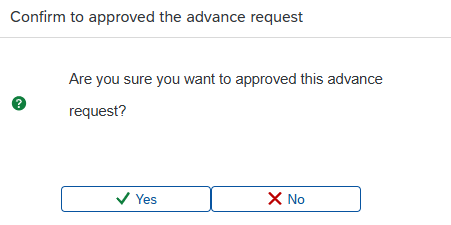 Confirm to approved the advance request
Are you sure you want to approved this advance
request?
Yes
No